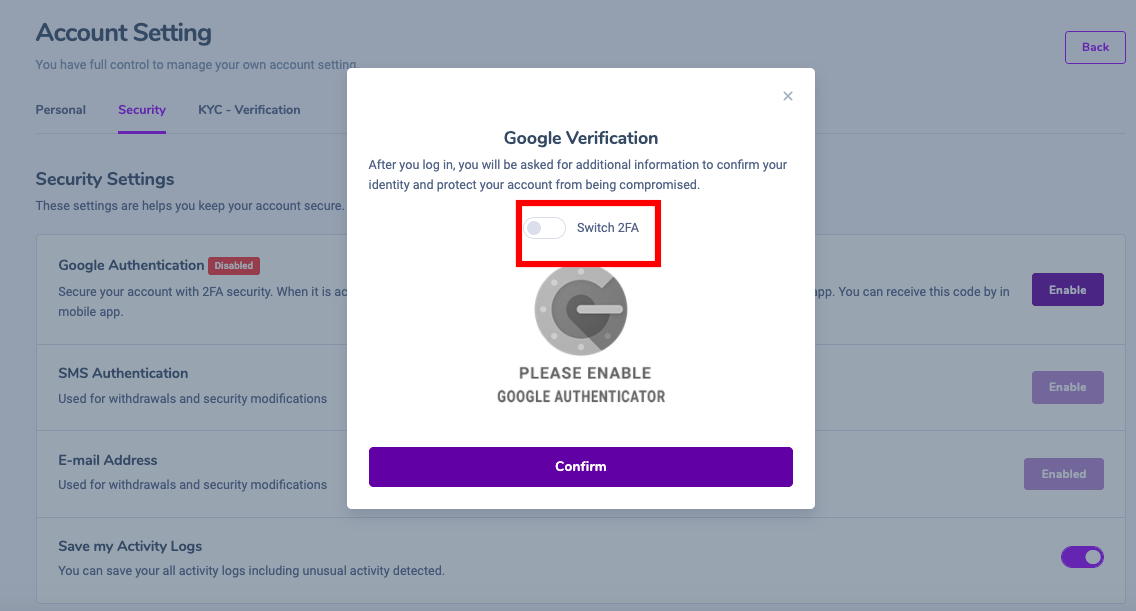 Account Setting
Back
You have full control to manage your own account setting
Personal
Security
KYC - Verification
Security Settings
These settings are helps you keep your account secure.
×
Google Verification
After you log in, you will be asked for additional information to confirm your
identity and protect your account from being compromised.
Switch 2FA
PLEASE ENABLE
GOOGLE AUTHENTICATOR
Confirm
Google Authentication Disabled
Secure your account with 2FA security. When it is ac
app. You can receive this code by in
mobile app.
Enable
SMS Authentication
Used for withdrawals and security modifications
Enable
E-mail Address
Used for withdrawals and security modifications
Enabled
Save my Activity Logs
You can save your all activity logs including unusual activity detected.